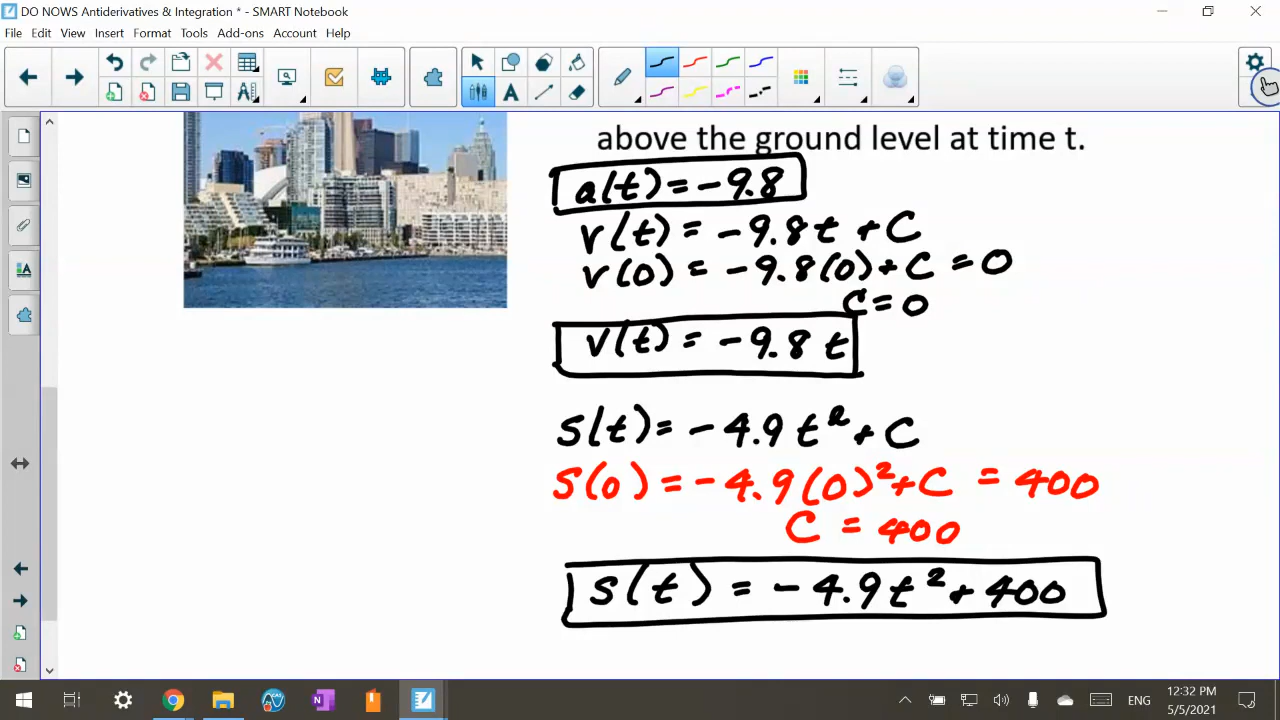 DO NOWS Antiderivatives & Integration * - SMART Notebook
File Edit View Insert Format Tools Add-ons Account Help
above the ground level at time t.
a(t) = -9.8
v(t) = -9.8t + C
v(0) = -9.8(0) + C = 0
C = 0
v(t) = -9.8t
s(t) = -4.9t² + C
s(0) = -4.9(0)² + C = 400
C = 400
s(t) = -4.9t² + 400
ENG
12:32 PM
5/5/2021